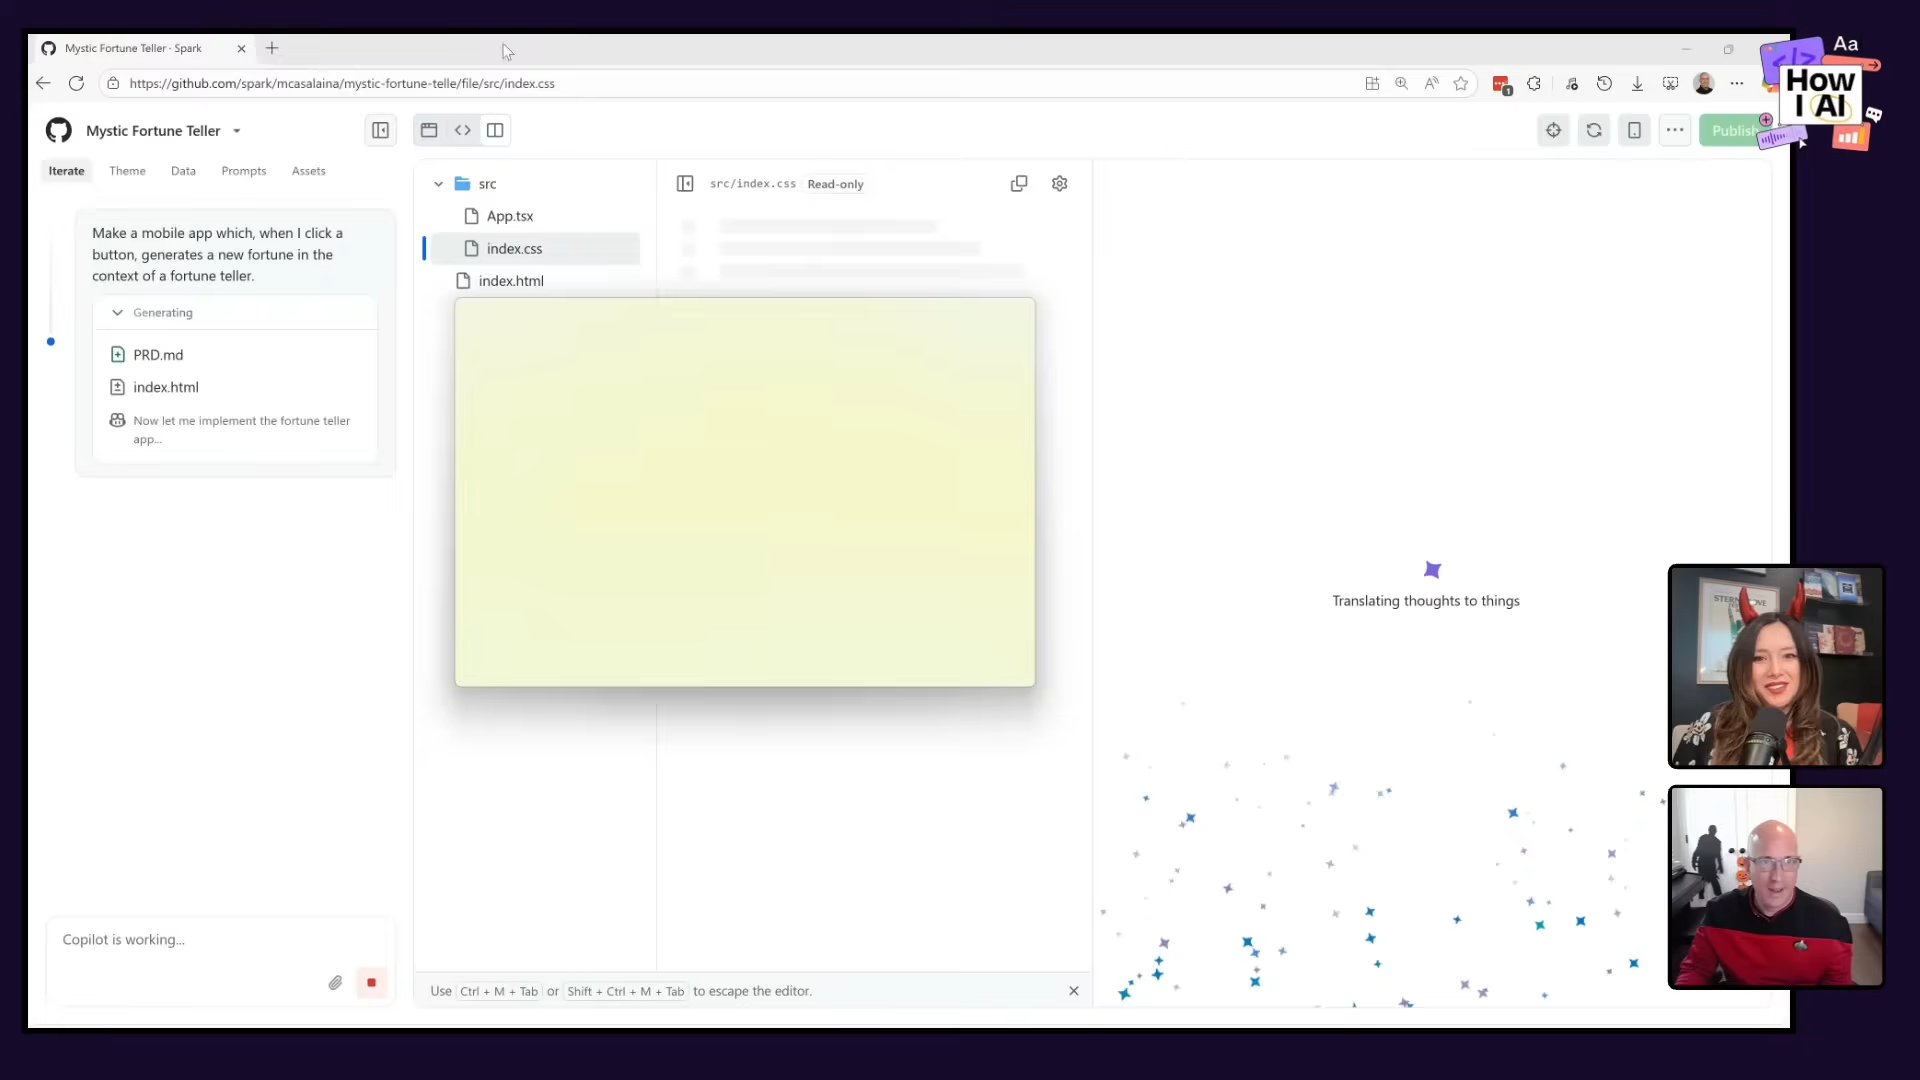 Mystic Fortune Teller · Spark
https://github.com/spark/mcasalaina/mystic-fortune-telle/file/src/index.css
1
Aa
</>
How
I AI
Mystic Fortune Teller
Publish
Iterate
Theme
Data
Prompts
Assets
Make a mobile app which, when I click a
button, generates a new fortune in the
context of a fortune teller.
Generating
PRD.md
index.html
Now let me implement the fortune teller
app...
src
App.tsx
index.css
index.html
src/index.css Read-only
Translating thoughts to things
Copilot is working...
Use Ctrl + M + Tab or Shift + Ctrl + M + Tab to escape the editor.